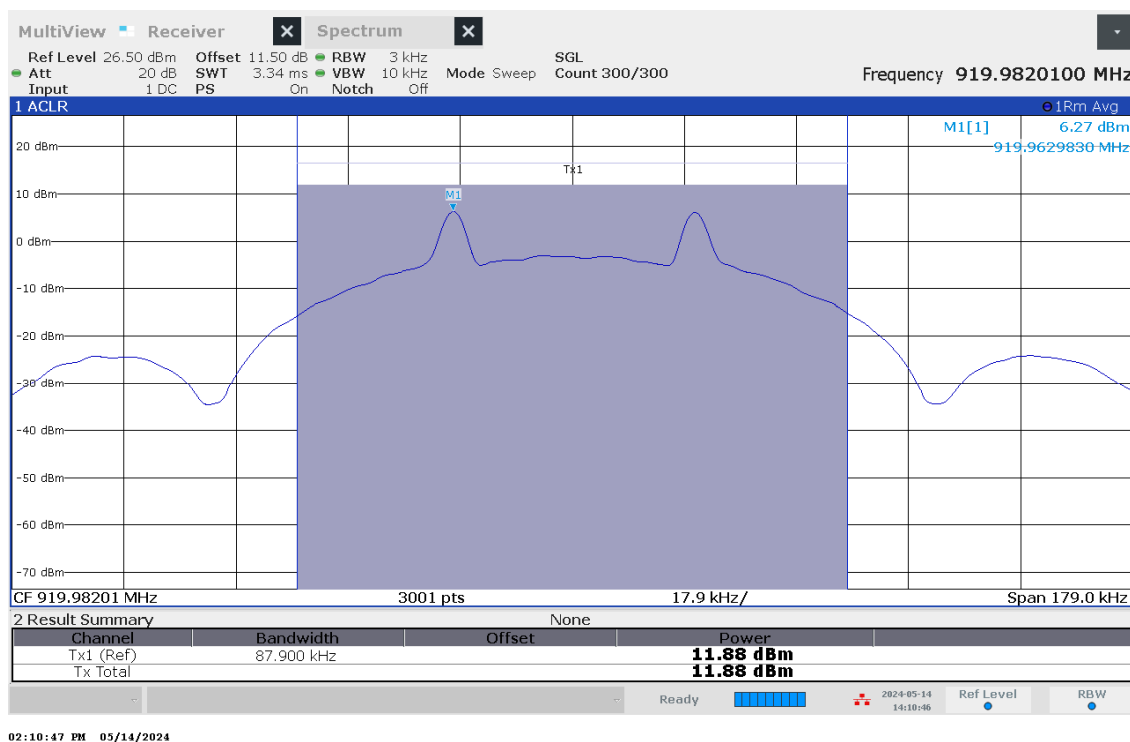 MultiView Receiver Spectrum
Ref Level 26.50 dBm Offset 11.50 dB RBW 3 kHz SGL
Att 20 dB SWT 3.34 ms VBW 10 kHz Mode Sweep Count 300/300 Frequency 919.9820100 MHz
Input 1 DC PS On Notch Off
1 ACLR 1Rm Avg
M1[1] 6.27 dBm
919.9629830 MHz
20 dBm
Tx1
10 dBm
M1
0 dBm
-10 dBm
-20 dBm
-30 dBm
-40 dBm
-50 dBm
-60 dBm
-70 dBm
CF 919.98201 MHz 3001 pts 17.9 kHz/ Span 179.0 kHz
2 Result Summary None
Channel Bandwidth Offset Power
Tx1 (Ref) 87.900 kHz 11.88 dBm
Tx Total 11.88 dBm
Ready 2024-05-14 Ref Level RBW
14:10:46
02:10:47 PM 05/14/2024